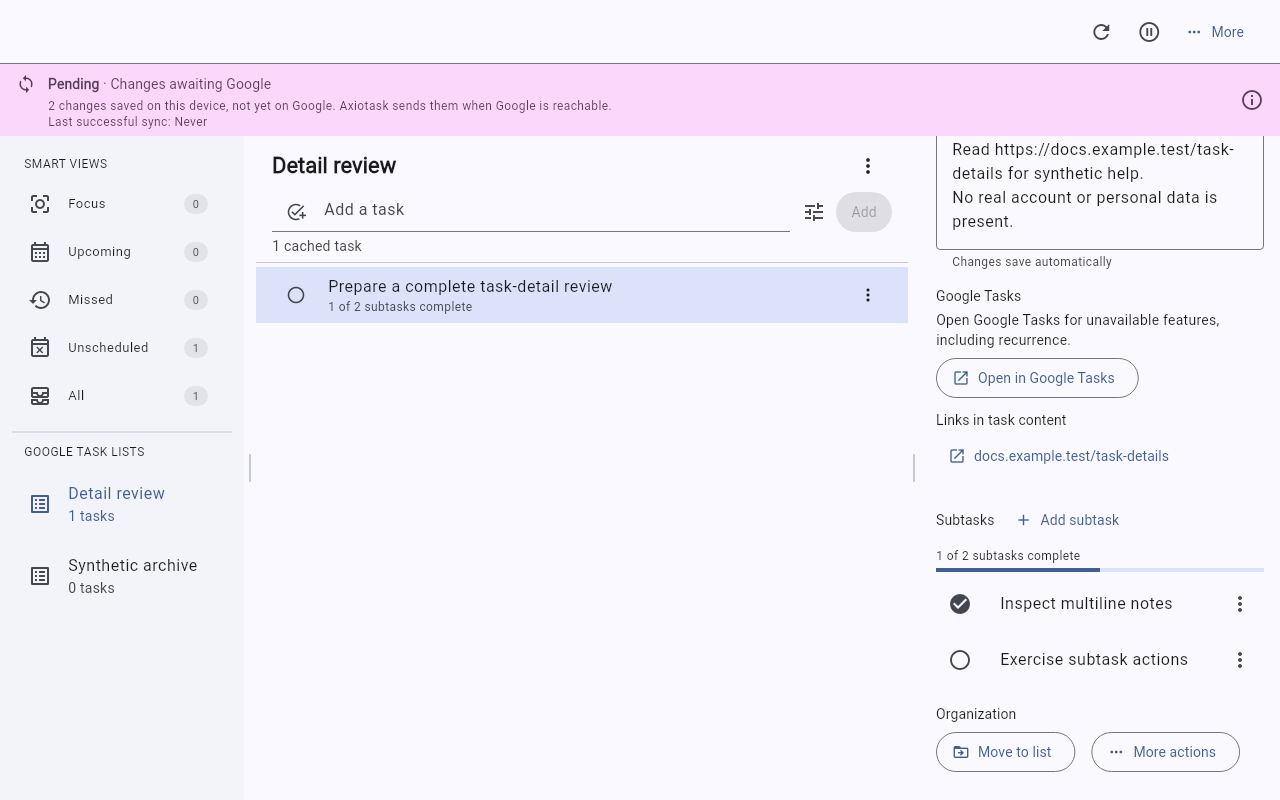 More
Pending · Changes awaiting Google
2 changes saved on this device, not yet on Google. Axiotask sends them when Google is reachable.
Last successful sync: Never
SMART VIEWS
Focus 0
Upcoming 0
Missed 0
Unscheduled 1
All 1
GOOGLE TASK LISTS
Detail review
1 tasks
Synthetic archive
0 tasks
Detail review
Add a task
Add
1 cached task
Prepare a complete task-detail review
1 of 2 subtasks complete
Read https://docs.example.test/task-
details for synthetic help.
No real account or personal data is
present.
Changes save automatically
Google Tasks
Open Google Tasks for unavailable features,
including recurrence.
Open in Google Tasks
Links in task content
docs.example.test/task-details
Subtasks
Add subtask
1 of 2 subtasks complete
Inspect multiline notes
Exercise subtask actions
Organization
Move to list
More actions